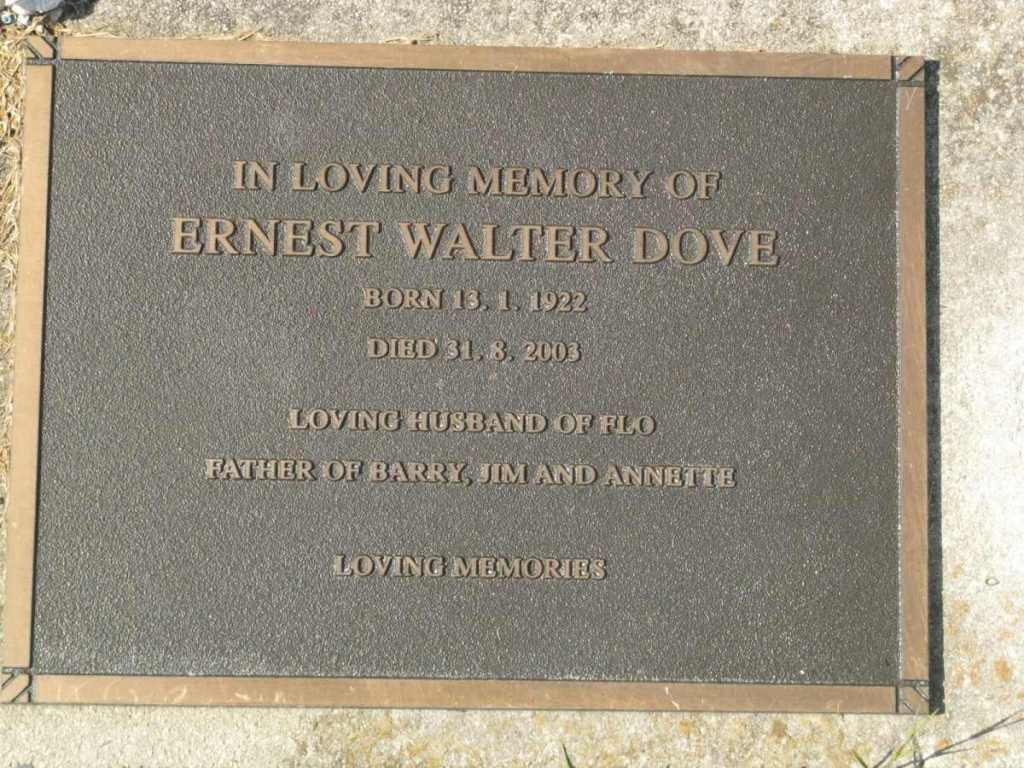 IN LOVING MEMORY OF
ERNEST WALTER DOVE
BORN 13. 1. 1922
DIED 31. 8. 2003
LOVING HUSBAND OF FLO
FATHER OF BARRY, JIM AND ANNETTE
LOVING MEMORIES